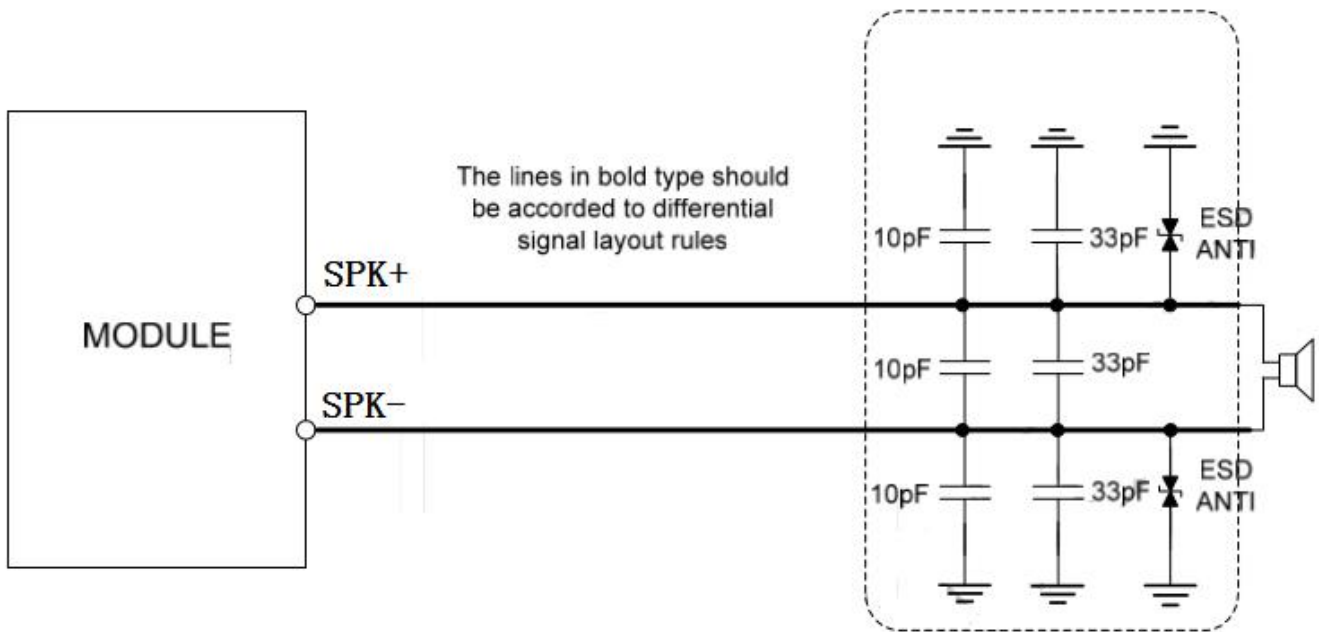 The lines in bold type should
be accorded to differential
signal layout rules
10pF
33pF
ESD
ANTI
SPK+
MODULE
10pF
33pF
SPK-
10pF
33pF
ESD
ANTI